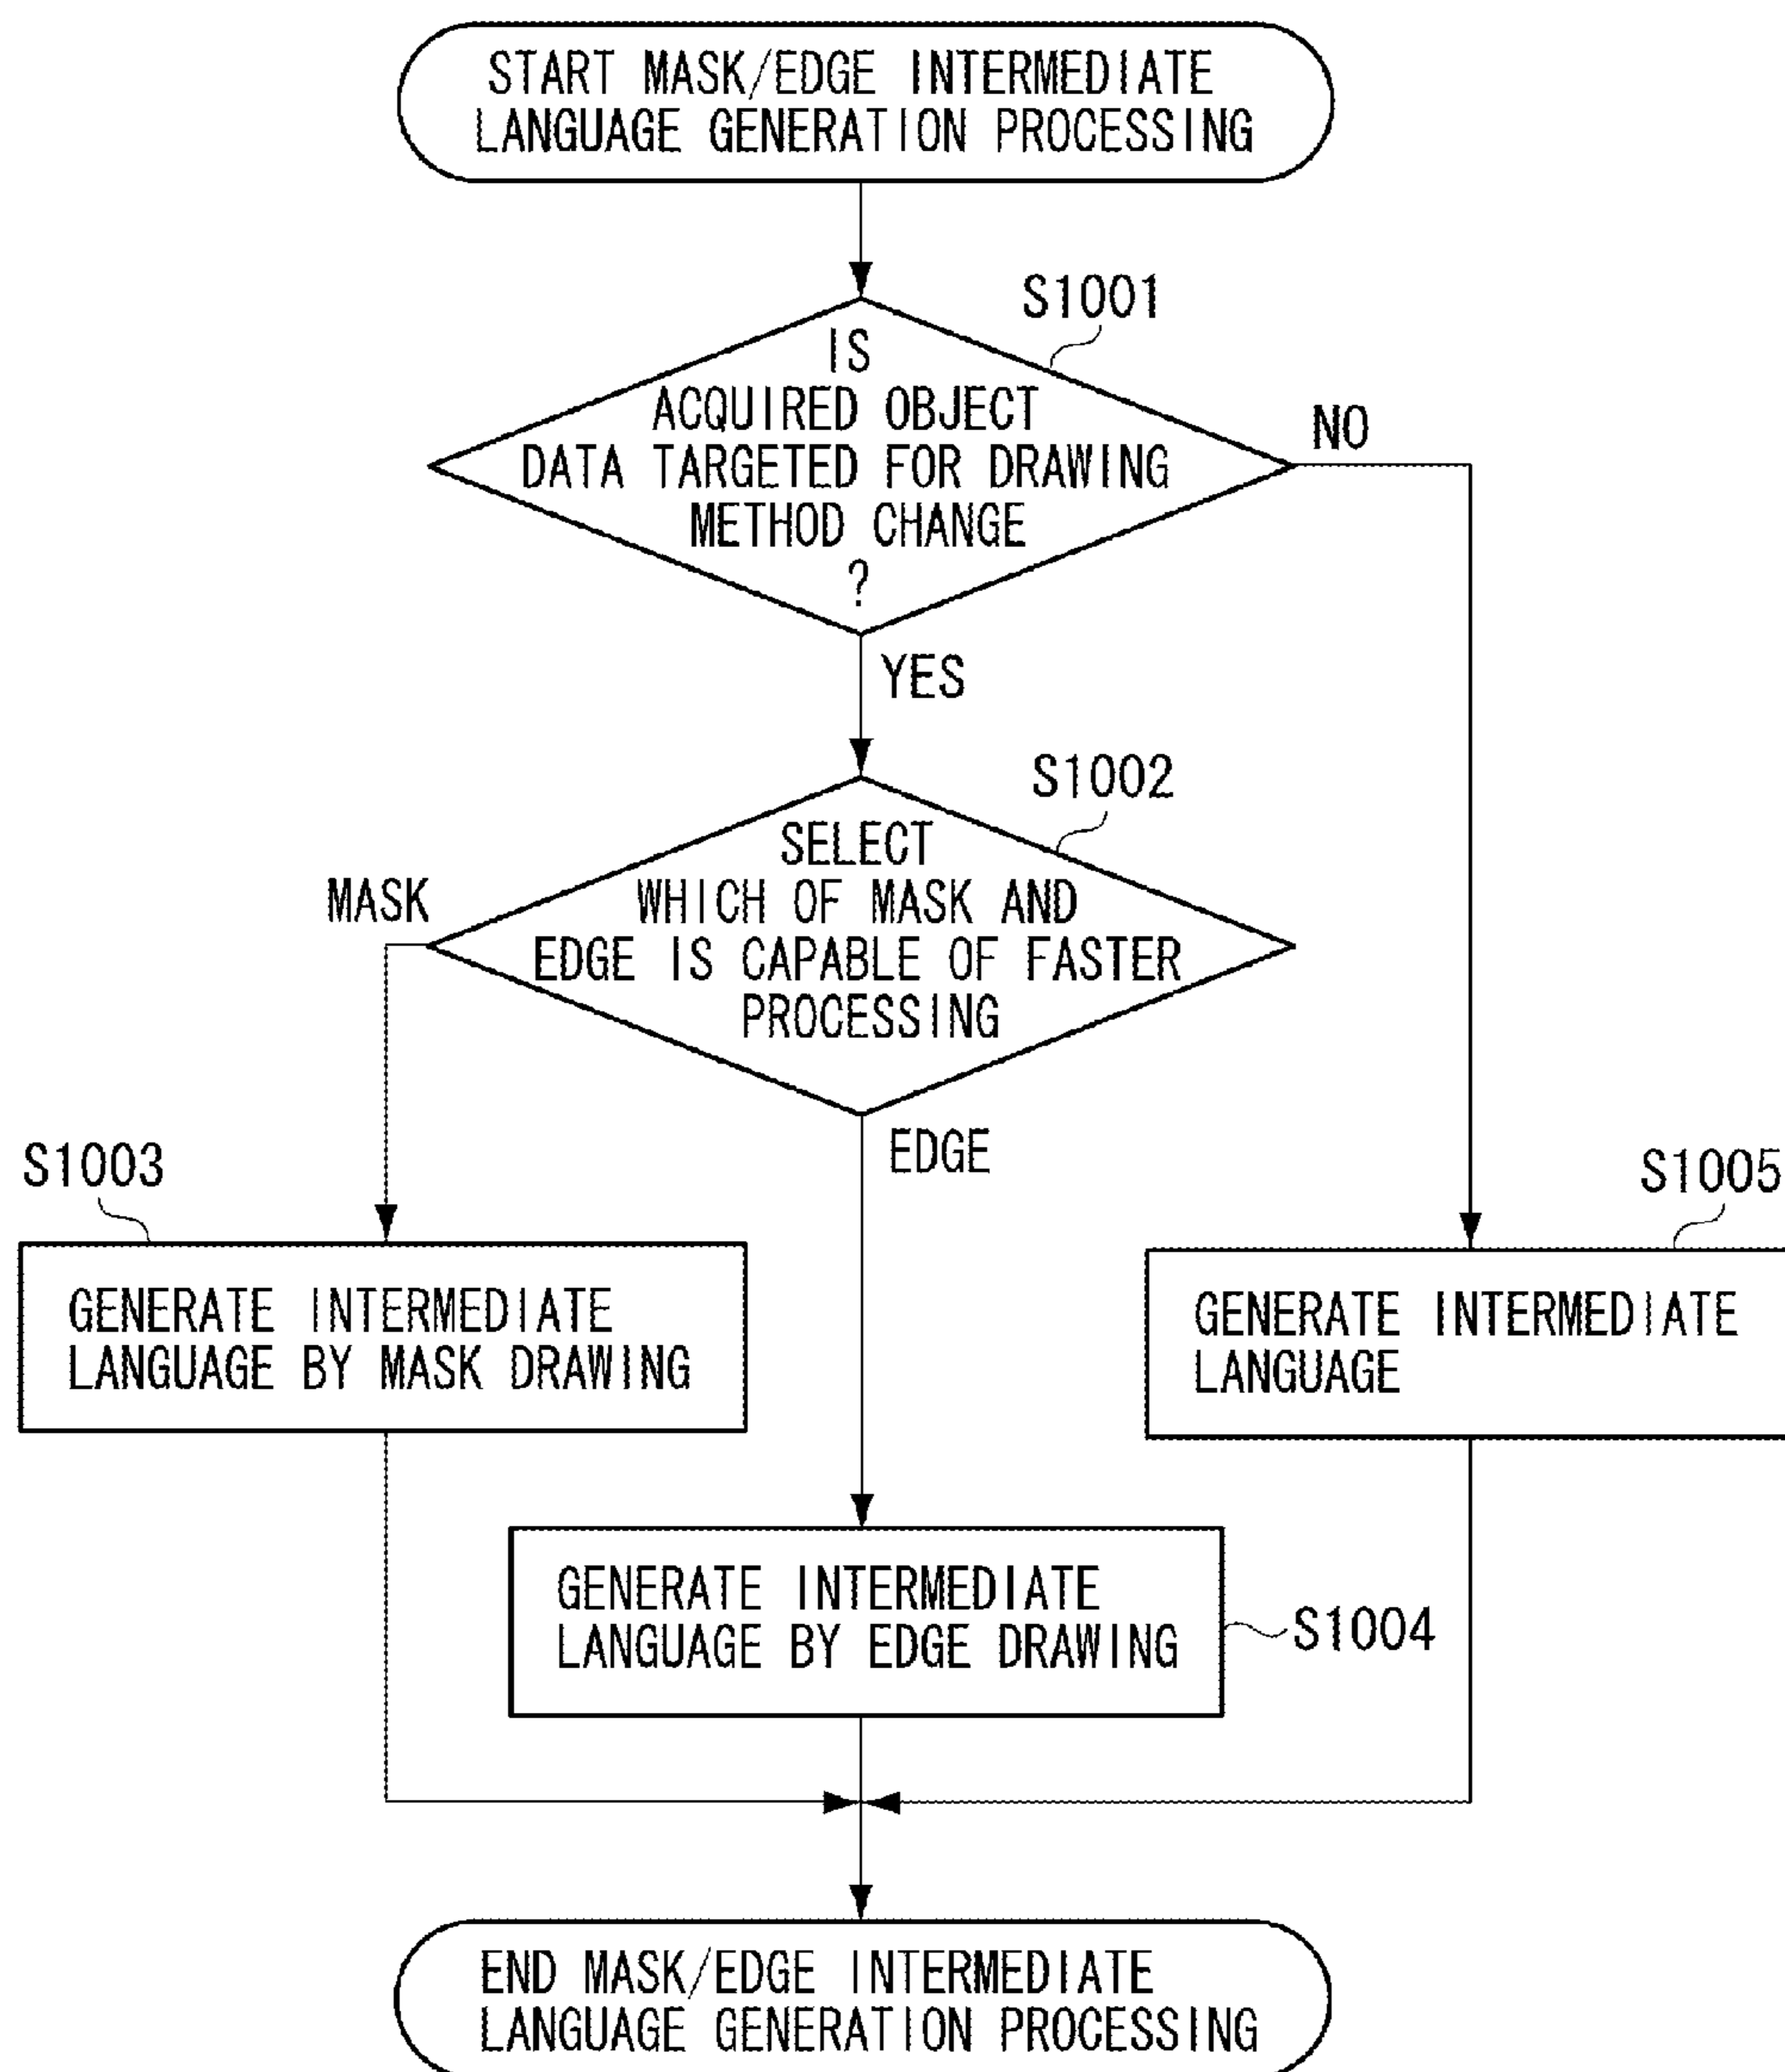 START MASK/EDGE INTERMEDIATE
LANGUAGE GENERATION PROCESSING
S1001
IS
ACQUIRED OBJECT
DATA TARGETED FOR DRAWING
METHOD CHANGE
?
NO
YES
S1002
SELECT
WHICH OF MASK AND
EDGE IS CAPABLE OF FASTER
PROCESSING
MASK
EDGE
S1003
GENERATE INTERMEDIATE
LANGUAGE BY MASK DRAWING
S1005
GENERATE INTERMEDIATE
LANGUAGE
GENERATE INTERMEDIATE
LANGUAGE BY EDGE DRAWING
S1004
END MASK/EDGE INTERMEDIATE
LANGUAGE GENERATION PROCESSING